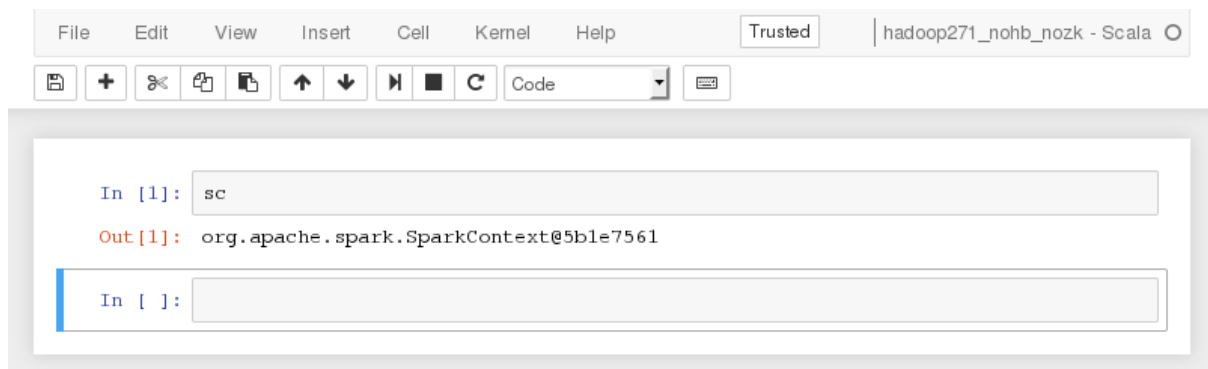 File Edit View Insert Cell Kernel Help Trusted hadoop271_nohb_nozk - Scala
Code
In [1]: sc
Out[1]: org.apache.spark.SparkContext@5b1e7561
In [ ]: